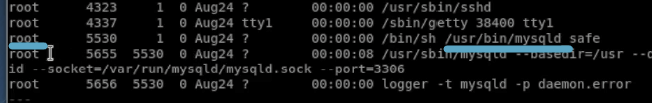 root 4323 1 0 Aug24 ? 00:00:00 /usr/sbin/sshd
root 4337 1 0 Aug24 tty1 00:00:00 /sbin/getty 38400 tty1
root 5530 1 0 Aug24 ? 00:00:00 /bin/sh /usr/bin/mysqld safe
root 5655 5530 0 Aug24 ? 00:00:08 /usr/sbin/mysqld --basedir=/usr --d
id --socket=/var/run/mysqld/mysqld.sock --port=3306
root 5656 5530 0 Aug24 ? 00:00:00 logger -t mysqld -p daemon.error